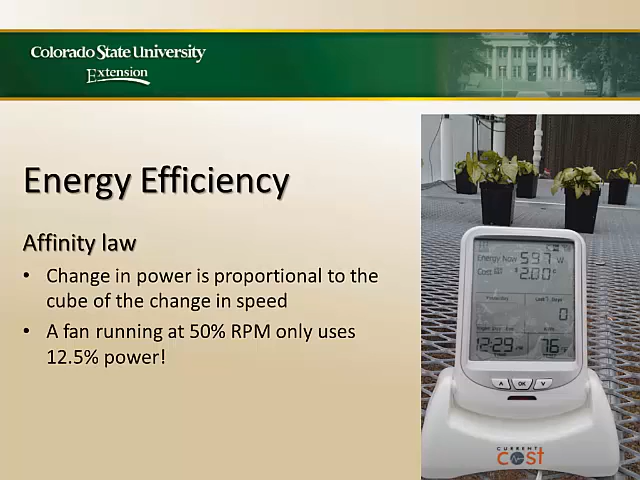 Colorado State University
Extension
Energy Efficiency
Affinity law
• Change in power is proportional to the
cube of the change in speed
• A fan running at 50% RPM only uses
12.5% power!
Energy Now 597 W
Cost $2.00
0
12:29 76
OK
CURRENT
cost